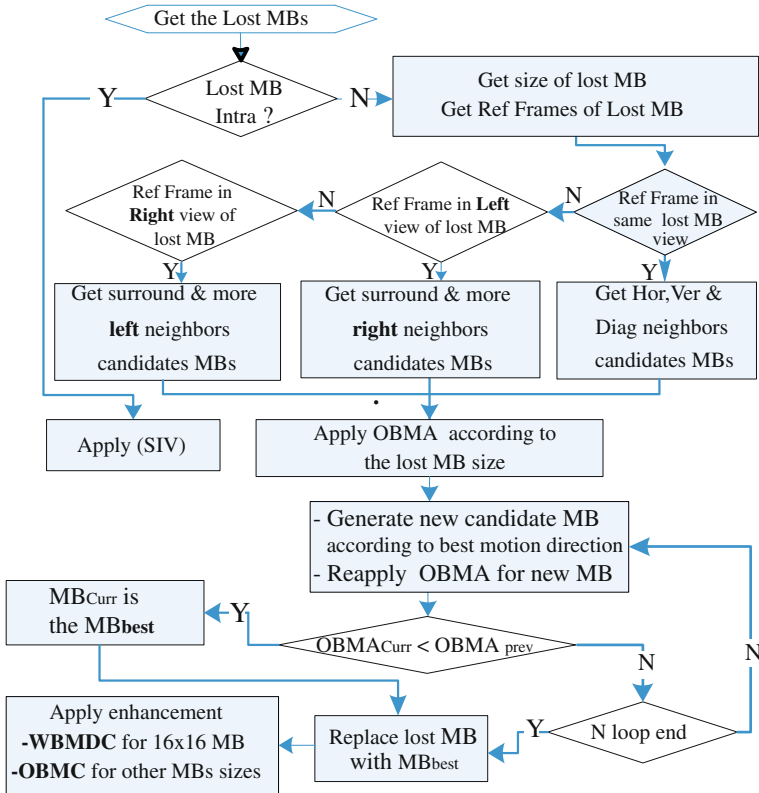 Get the Lost MBs
Lost MB
Intra ?
Y
N
Get size of lost MB
Get Ref Frames of Lost MB
Ref Frame in
Right view of
lost MB
N
Ref Frame in Left
view of lost MB
N
Ref Frame in
same lost MB
view
Y
Y
Y
Get surround & more
left neighbors
candidates MBs
Get surround & more
right neighbors
candidates MBs
Get Hor,Ver &
Diag neighbors
candidates MBs
Apply (SIV)
Apply OBMA according to
the lost MB size
- Generate new candidate MB
according to best motion direction
- Reapply OBMA for new MB
MBCurr is
the MBbest
Y
OBMACurr < OBMA prev
N
N
Apply enhancement
-WBMDC for 16x16 MB
-OBMC for other MBs sizes
Replace lost MB
with MBbest
Y
N loop end